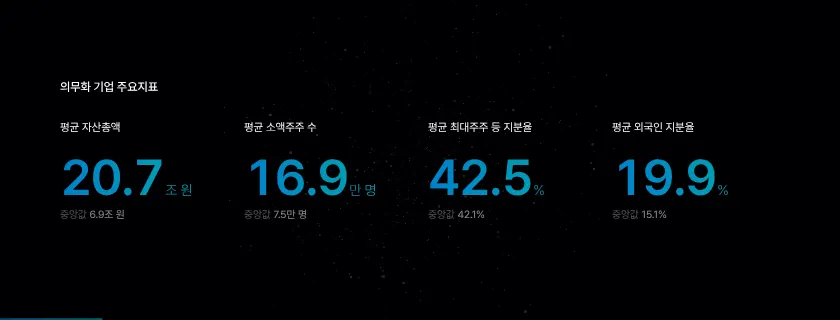 의무화 기업 주요지표
평균 자산총액 평균 소액주주 수 평균 최대주주 등 지분율 평균 외국인 지분율
20.7조 원 16.9만 명 42.5% 19.9%
중앙값 6.9조 원 중앙값 7.5만 명 중앙값 42.1% 중앙값 15.1%